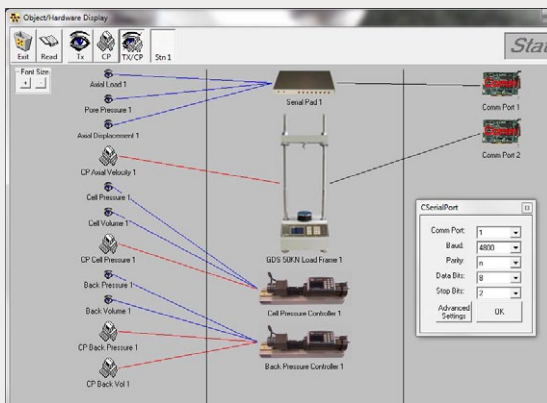 Object/Hardware Display
Exit
Read
Tx
CP
TX/CP
Stn 1
Font Size
+ -
Axial Load 1
Pore Pressure 1
Axial Displacement 1
CP Axial Velocity 1
Cell Pressure 1
Cell Volume 1
CP Cell Pressure 1
Back Pressure 1
Back Volume 1
CP Back Pressure 1
CP Back Vol 1
Serial Pad 1
GDS 50KN Load Frame 1
Cell Pressure Controller 1
Back Pressure Controller 1
Comm Port 1
Comm Port 2
CSerialPort
Comm Port: 1
Baud: 4800
Parity: n
Data Bits: 8
Stop Bits: 2
Advanced
Settings
OK